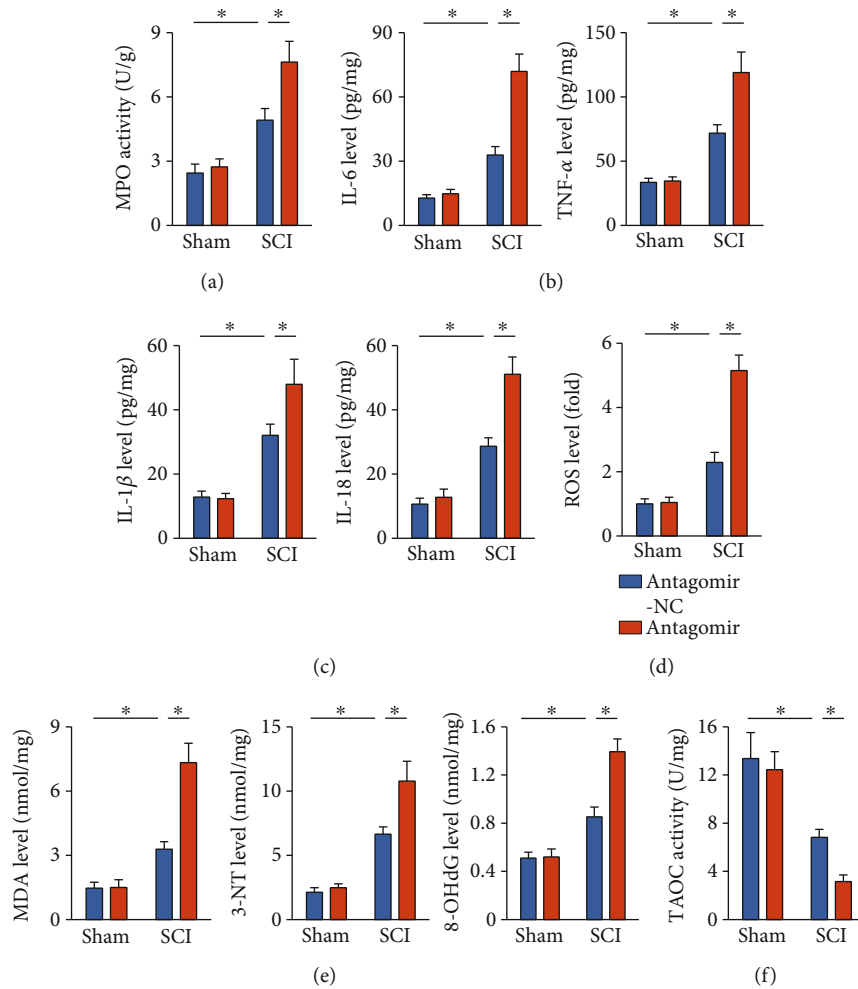 * *
9
6
3
0
MPO activity (U/g)
Sham SCI
(a)
* *
90
60
30
0
IL-6 level (pg/mg)
Sham SCI
* *
150
100
50
0
TNF-α level (pg/mg)
Sham SCI
(b)
* *
60
40
20
0
IL-1β level (pg/mg)
Sham SCI
* *
60
40
20
0
IL-18 level (pg/mg)
Sham SCI
(c)
* *
6
4
2
0
ROS level (fold)
Sham SCI
Antagomir
-NC
Antagomir
(d)
* *
9
6
3
0
MDA level (nmol/mg)
Sham SCI
* *
15
10
5
0
3-NT level (nmol/mg)
Sham SCI
* *
1.6
1.2
0.8
0.4
0
8-OHdG level (nmol/mg)
Sham SCI
(e)
* *
16
12
8
4
0
TAOC activity (U/mg)
Sham SCI
(f)